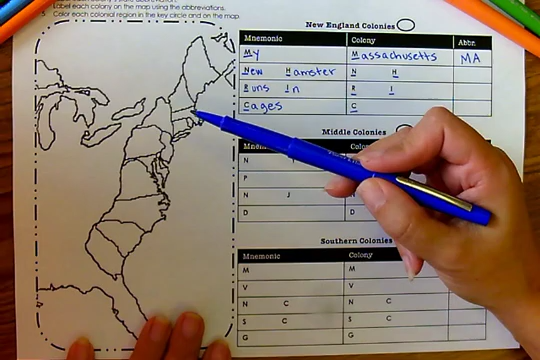 Label each colony on the map using the abbreviations.
5. Color each colonial region in the key circle and on the map.
New England Colonies
Mnemonic Colony Abbr.
My Massachusetts MA
New Hamster N H
Runs In R I
Cages C
Middle Colonies
N
P
N J N
D D
Southern Colonies
Mnemonic Colony
M M
V V
N C N C
S C S C
G G